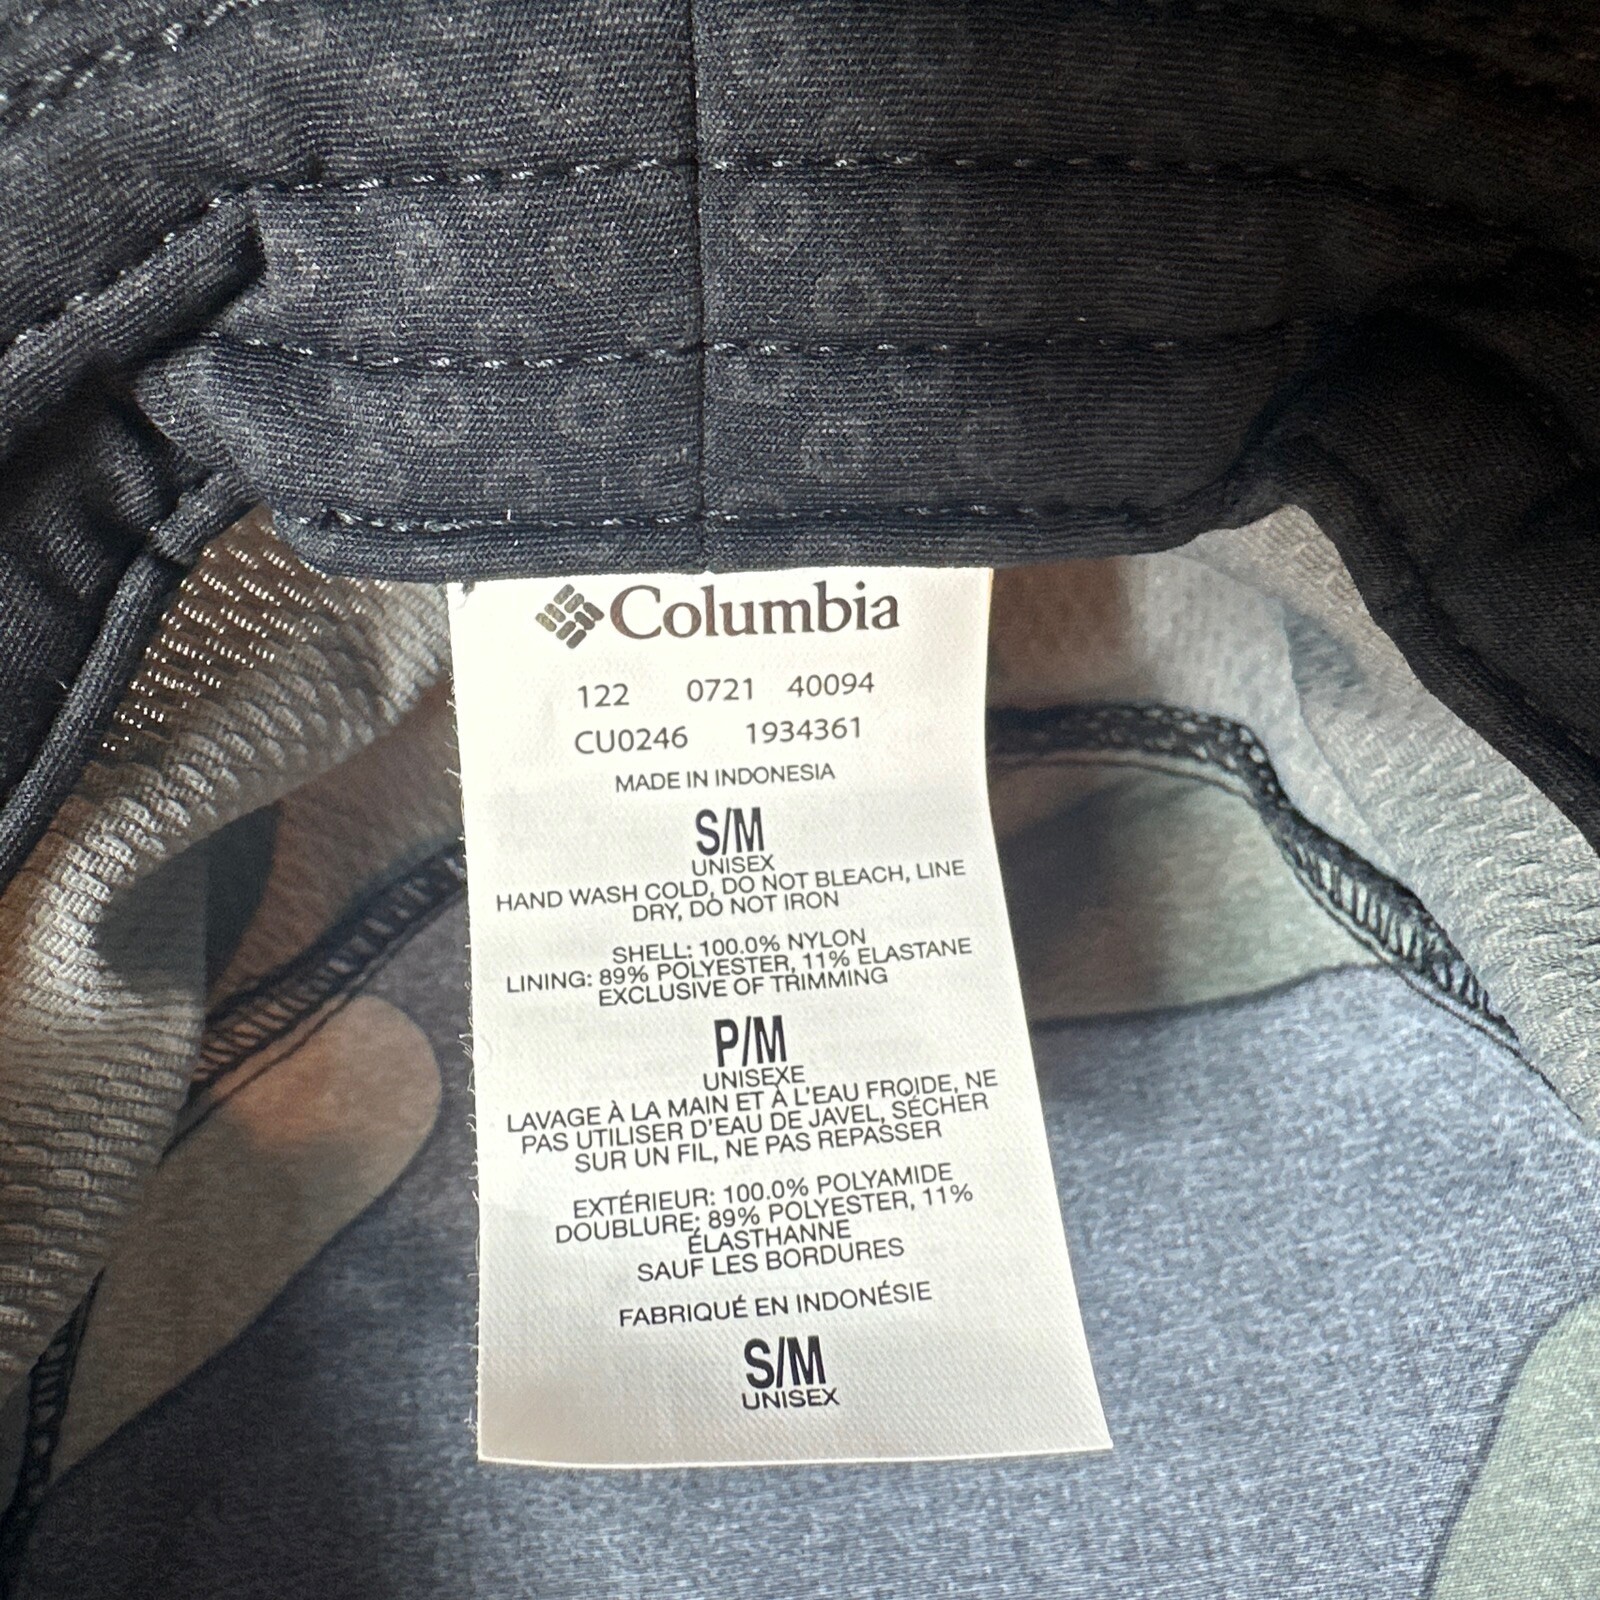 Columbia
122 0721 40094
CU0246 1934361
MADE IN INDONESIA
S/M
UNISEX
HAND WASH COLD, DO NOT BLEACH, LINE
DRY, DO NOT IRON
SHELL: 100.0% NYLON
LINING: 89% POLYESTER, 11% ELASTANE
EXCLUSIVE OF TRIMMING
P/M
UNISEXE
LAVAGE À LA MAIN ET À L'EAU FROIDE, NE
PAS UTILISER D'EAU DE JAVEL, SÉCHER
SUR UN FIL, NE PAS REPASSER
EXTÉRIEUR: 100.0% POLYAMIDE
DOUBLURE: 89% POLYESTER, 11%
ÉLASTHANNE
SAUF LES BORDURES
FABRIQUÉ EN INDONÉSIE
S/M
UNISEX